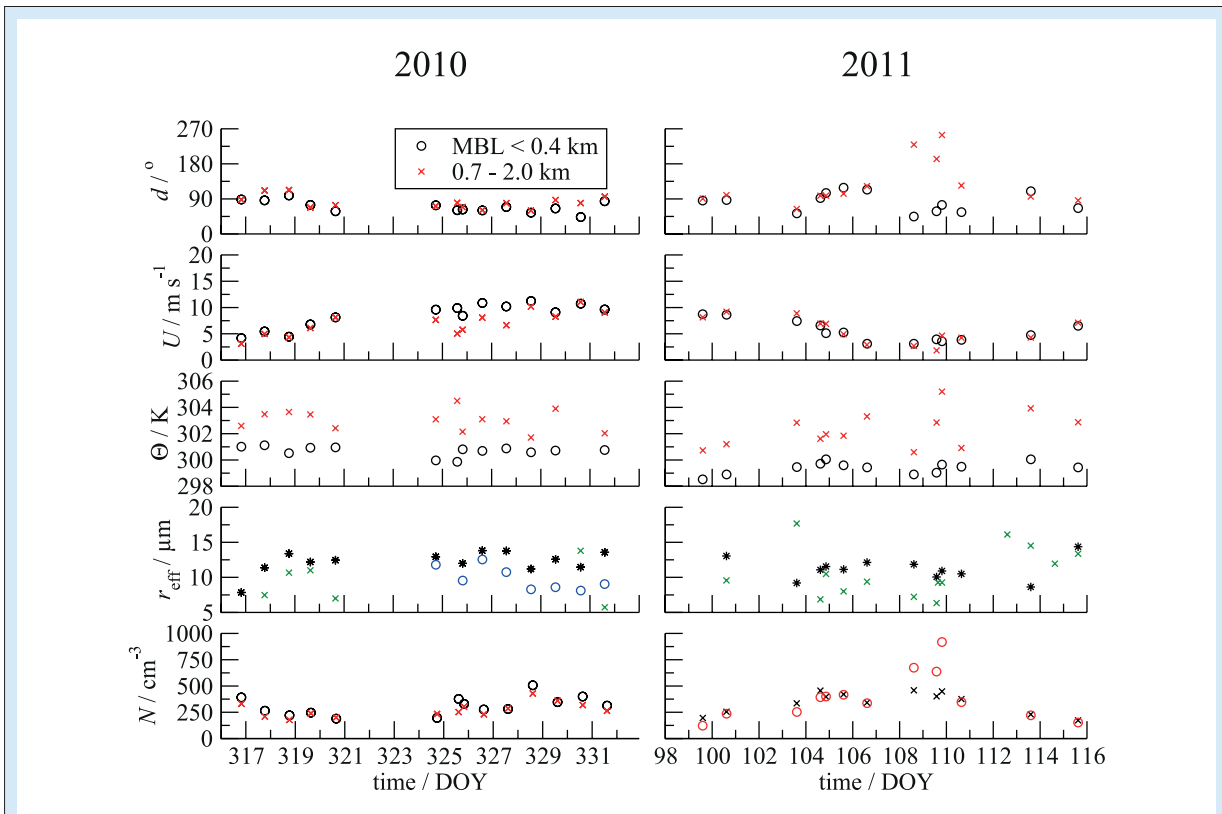 2010 2011
MBL < 0.4 km
0.7 - 2.0 km
d / °
270
180
90
0
U / m s⁻¹
20
15
10
5
0
Θ / K
306
304
302
300
298
r_eff / µm
20
15
10
5
N / cm⁻³
1000
750
500
250
0
317 319 321 323 325 327 329 331
98 100 102 104 106 108 110 112 114 116
time / DOY time / DOY